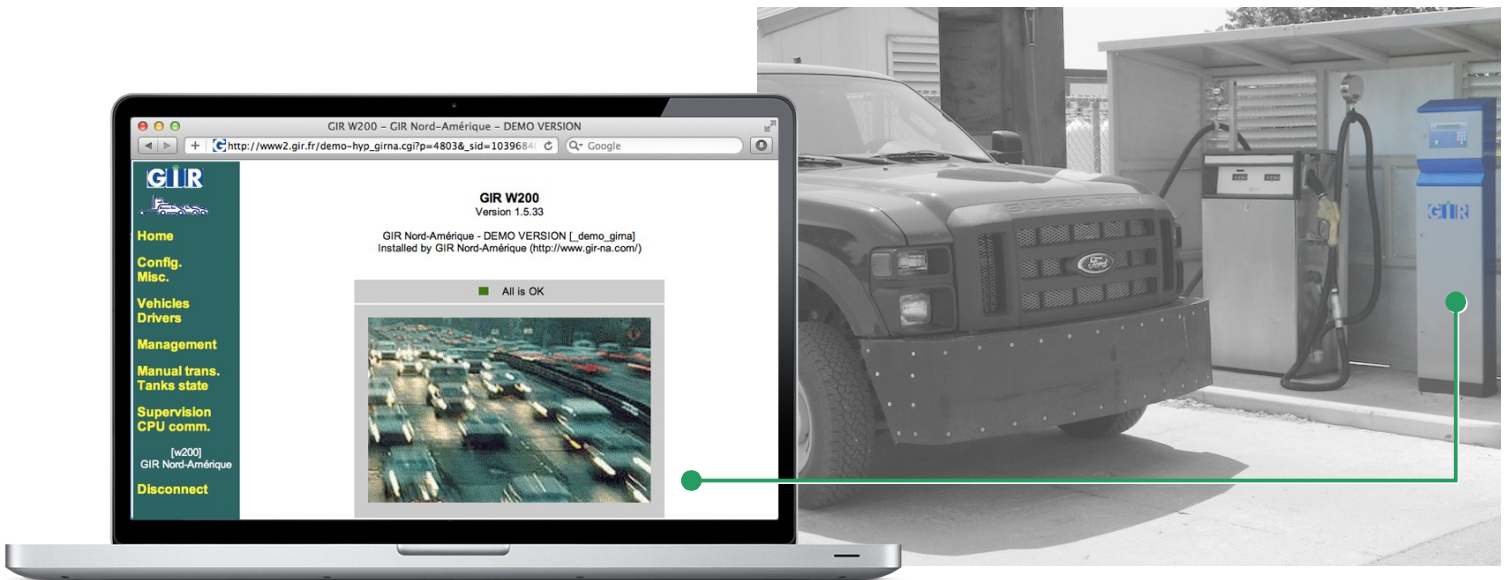 GIR W200 – GIR Nord-Amérique – DEMO VERSION
http://www2.gir.fr/demo-hyp_girna.cgi?p=4803&_sid=1039684
Google
GIR
Home
Config.
Misc.
Vehicles
Drivers
Management
Manual trans.
Tanks state
Supervision
CPU comm.
[w200]
GIR Nord-Amérique
Disconnect
GIR W200
Version 1.5.33
GIR Nord-Amérique - DEMO VERSION [_demo_girna]
Installed by GIR Nord-Amérique (http://www.gir-na.com/)
All is OK
SUPER DUTY
Ford
GIR